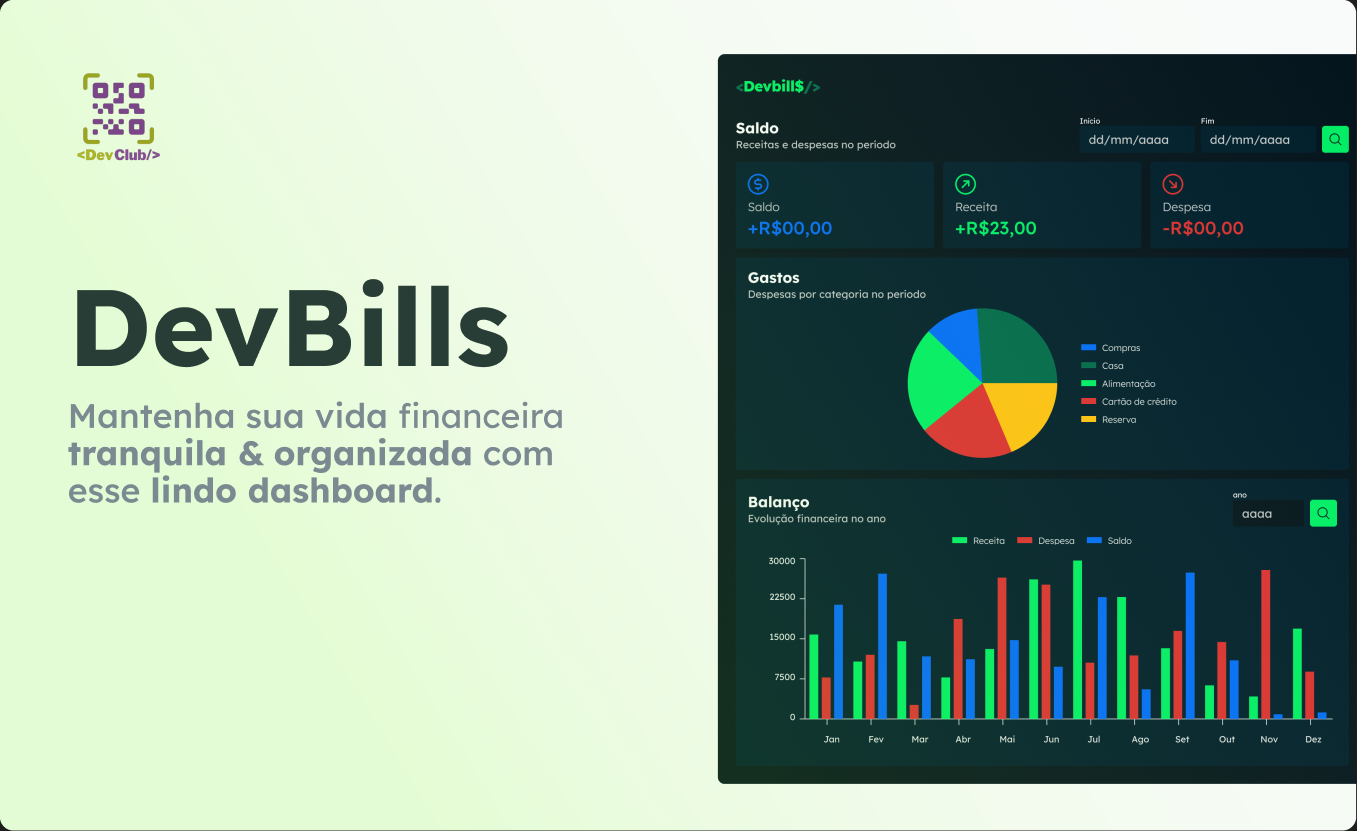 <DevClub/>
DevBills
Mantenha sua vida financeira
tranquila & organizada com
esse lindo dashboard.
<Devbill$/>
Saldo
Receitas e despesas no período
Início
dd/mm/aaaa
Fim
dd/mm/aaaa
Saldo
+R$00,00
Receita
+R$23,00
Despesa
-R$00,00
Gastos
Despesas por categoria no período
Compras
Casa
Alimentação
Cartão de crédito
Reserva
Balanço
Evolução financeira no ano
ano
aaaa
Receita Despesa Saldo
30000
22500
15000
7500
0
Jan Fev Mar Abr Mai Jun Jul Ago Set Out Nov Dez